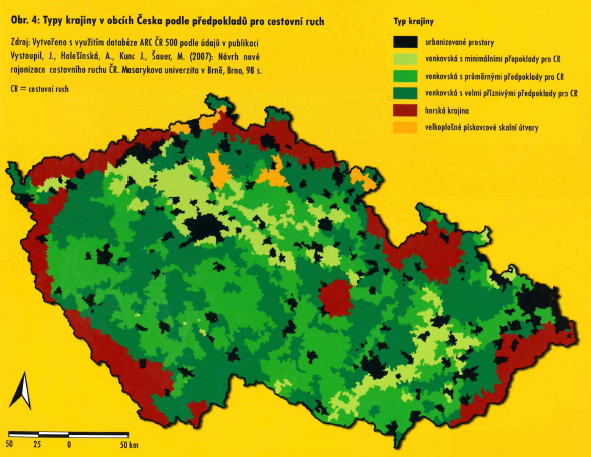 Obr. 4: Typy krajiny v obcích Česka podle předpokladů pro cestovní ruch
Zdroj: Vytvořeno s využitím databáze ARC ČR 500 podle údajů v publikaci
Vystoupil, J., Holešinská, A., Kunc J., Šauer, M. (2007): Návrh nové
rajonizace cestovního ruchu ČR. Masarykova univerzita v Brně, Brno, 98 s.
CR = cestovní ruch
Typ krajiny
urbanizované prostory
venkovská s minimálními přepoklady pro CR
venkovská s průměrnými předpoklady pro CR
venkovská s velmi příznivými předpoklady pro CR
horská krajina
velkoplošné pískovcové skalní útvary
50 25 0 50 km